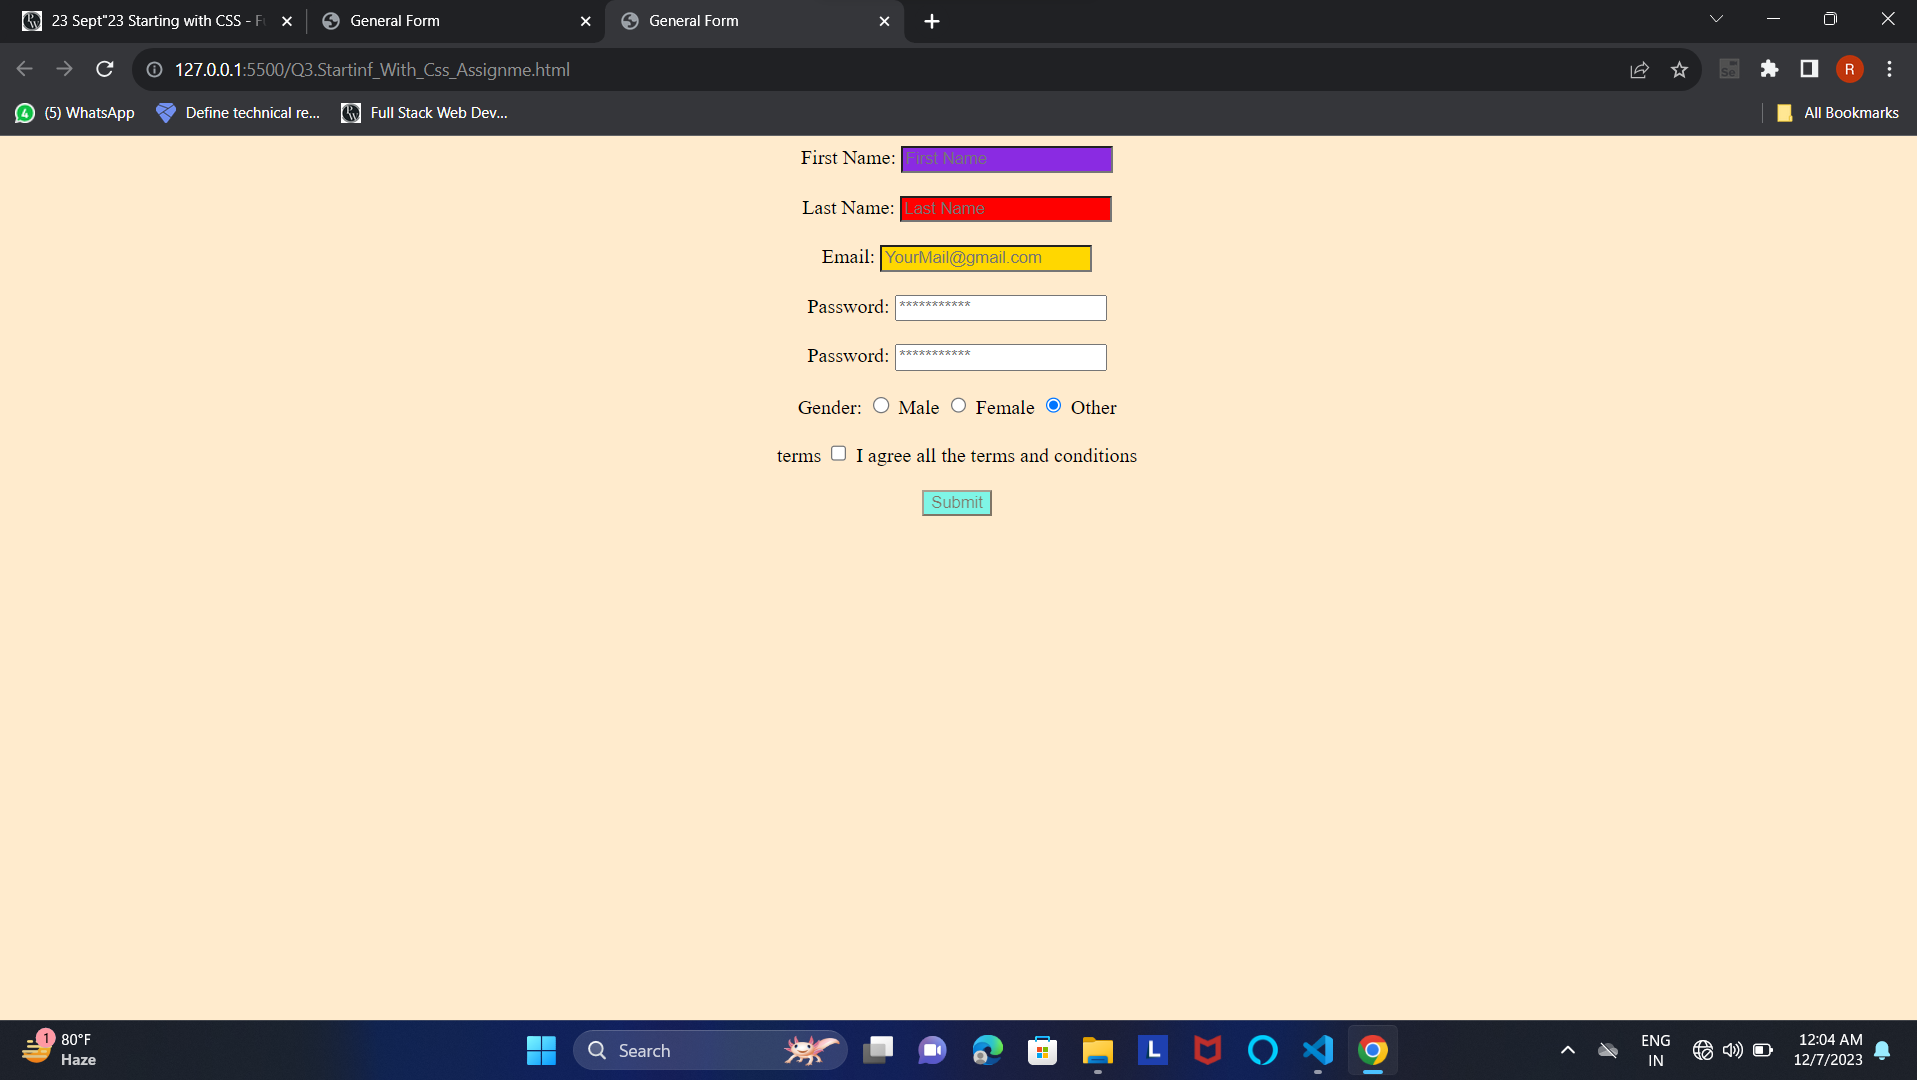 23 Sept"23 Starting with CSS - F
General Form
General Form
127.0.0.1:5500/Q3.Startinf_With_Css_Assignme.html
Se
R
4 (5) WhatsApp
Define technical re...
Full Stack Web Dev...
All Bookmarks
First Name: First Name
Last Name: Last Name
Email: YourMail@gmail.com
Password: ***********
Password: ***********
Gender: Male Female Other
terms I agree all the terms and conditions
Submit
1
80°F
Haze
Search
L
ENG
IN
12:04 AM
12/7/2023